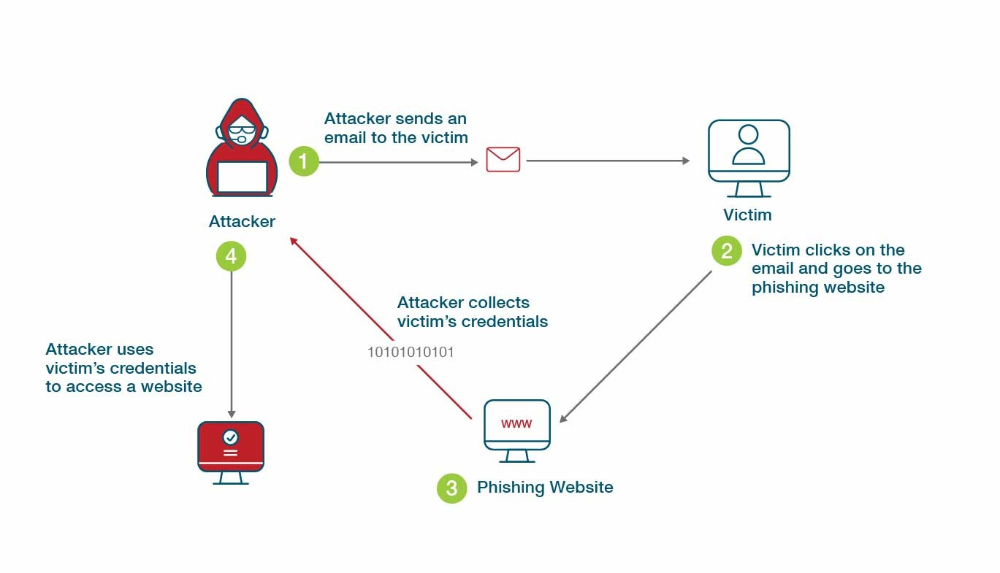 Attacker sends an
email to the victim
1
Attacker
Victim
2
Victim clicks on the
email and goes to the
phishing website
4
Attacker collects
victim's credentials
10101010101
Attacker uses
victim's credentials
to access a website
www
3
Phishing Website